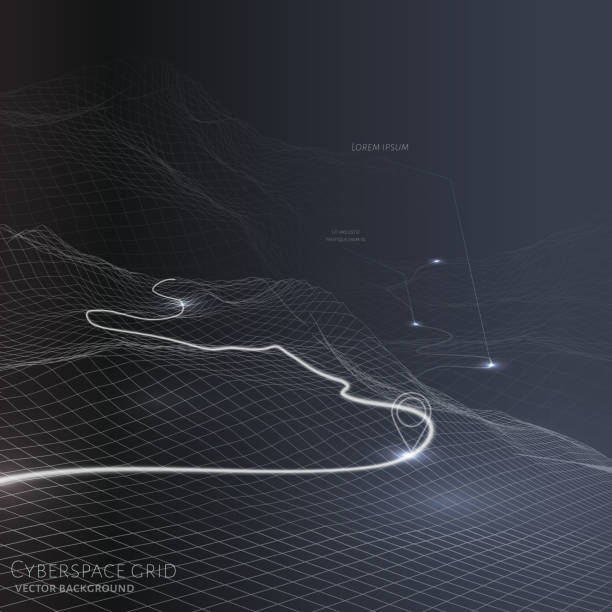 Lorem ipsum
Cyberspace grid
vector background